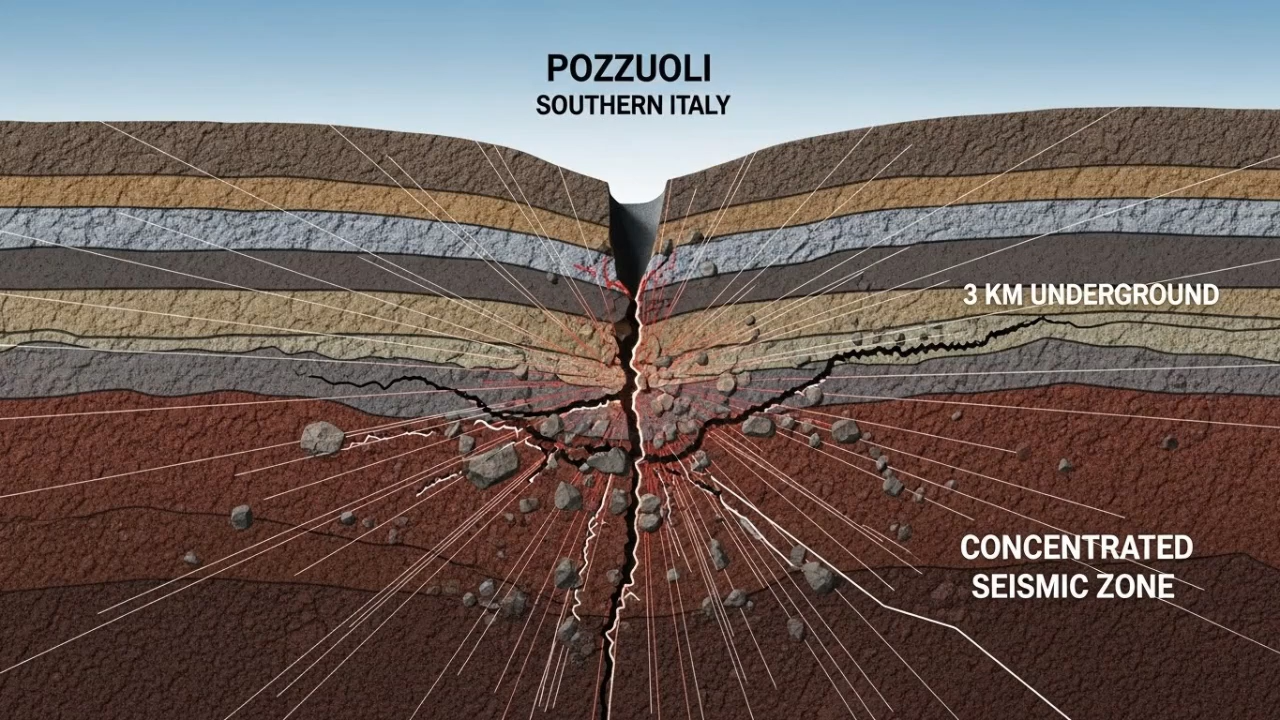 POZZUOLI
SOUTHERN ITALY
3 KM UNDERGROUND
CONCENTRATED
SEISMIC ZONE